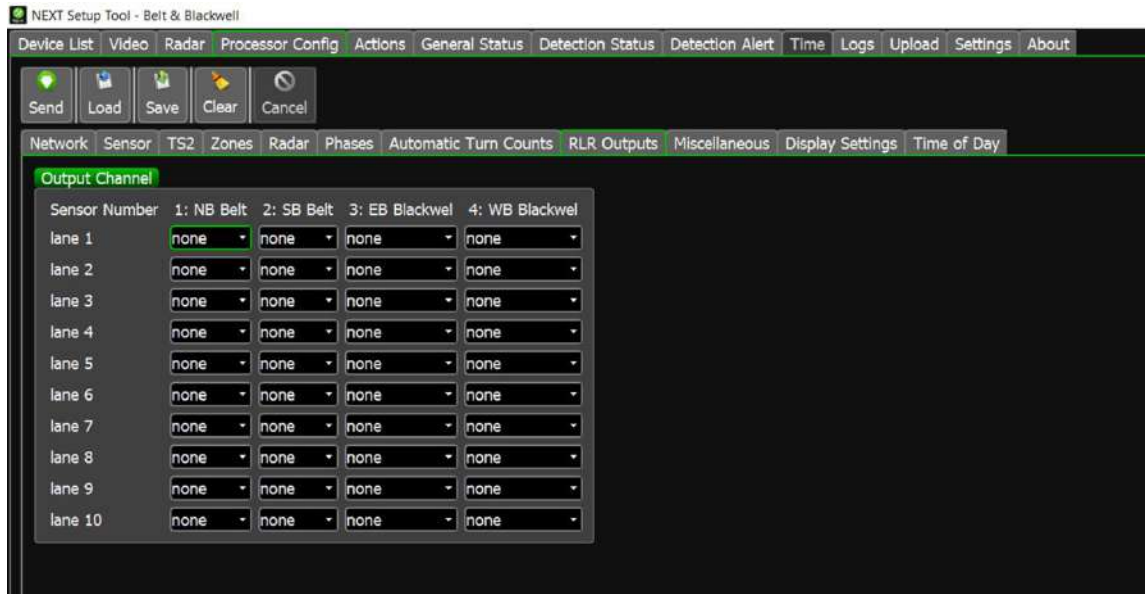 NEXT Setup Tool - Belt & Blackwell
Device List Video Radar Processor Config Actions General Status Detection Status Detection Alert Time Logs Upload Settings About
Send Load Save Clear Cancel
Network Sensor TS2 Zones Radar Phases Automatic Turn Counts RLR Outputs Miscellaneous Display Settings Time of Day
Output Channel
Sensor Number 1: NB Belt 2: SB Belt 3: EB Blackwel 4: WB Blackwel
lane 1 none none none none
lane 2 none none none none
lane 3 none none none none
lane 4 none none none none
lane 5 none none none none
lane 6 none none none none
lane 7 none none none none
lane 8 none none none none
lane 9 none none none none
lane 10 none none none none